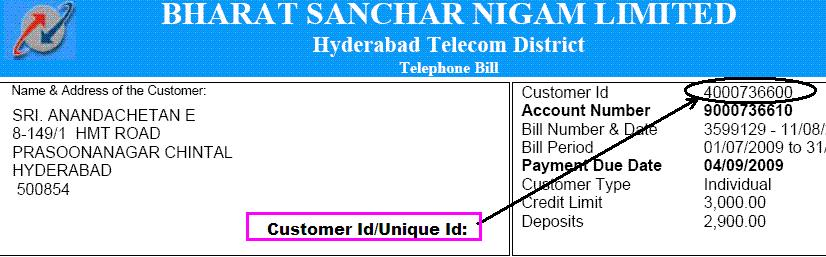 BHARAT SANCHAR NIGAM LIMITED
Hyderabad Telecom District
Telephone Bill
Name & Address of the Customer:
SRI. ANANDACHETAN E
8-149/1 HMT ROAD
PRASOONANAGAR CHINTAL
HYDERABAD
500854
Customer Id/Unique Id:
Customer Id 4000736600
Account Number 9000736610
Bill Number & Date 3599129 - 11/08/
Bill Period 01/07/2009 to 31/
Payment Due Date 04/09/2009
Customer Type Individual
Credit Limit 3,000.00
Deposits 2,900.00